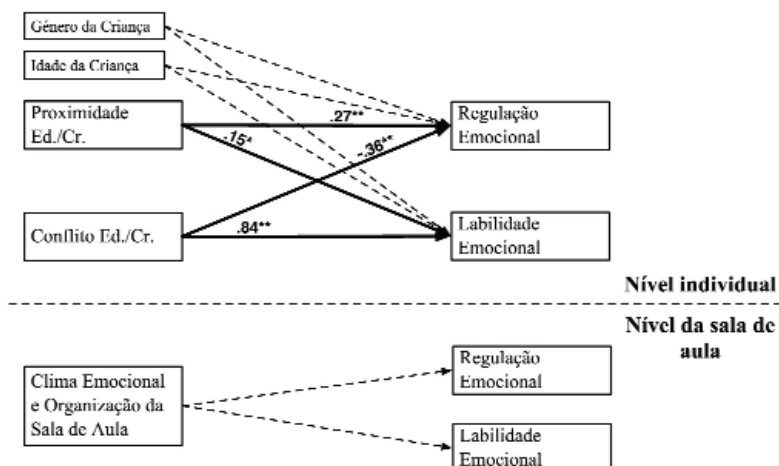 Género da Criança
Idade da Criança
Proximidade
Ed./Cr.
.27**
Regulação
Emocional
.15*
-.36**
Conflito Ed./Cr.
.84**
Labilidade
Emocional
Nível individual
Nível da sala de
aula
Clima Emocional
e Organização da
Sala de Aula
Regulação
Emocional
Labilidade
Emocional